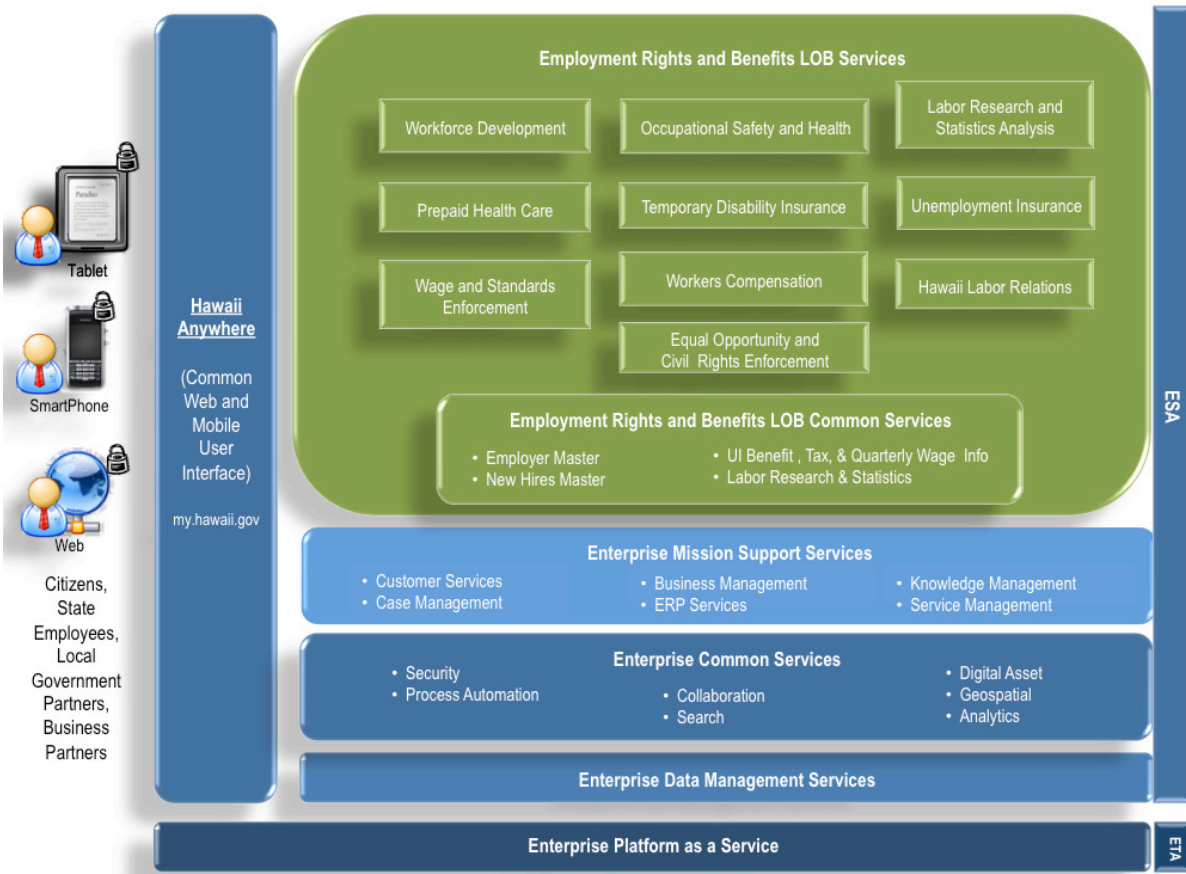 Tablet
SmartPhone
Web
Citizens,
State
Employees,
Local
Government
Partners,
Business
Partners
Hawaii
Anywhere
(Common
Web and
Mobile
User
Interface)
my.hawaii.gov
Employment Rights and Benefits LOB Services
Workforce Development
Occupational Safety and Health
Labor Research and
Statistics Analysis
Prepaid Health Care
Temporary Disability Insurance
Unemployment Insurance
Wage and Standards
Enforcement
Workers Compensation
Hawaii Labor Relations
Equal Opportunity and
Civil Rights Enforcement
Employment Rights and Benefits LOB Common Services
• Employer Master
• New Hires Master
• UI Benefit , Tax, & Quarterly Wage Info
• Labor Research & Statistics
Enterprise Mission Support Services
• Customer Services
• Case Management
• Business Management
• ERP Services
• Knowledge Management
• Service Management
Enterprise Common Services
• Security
• Process Automation
• Collaboration
• Search
• Digital Asset
• Geospatial
• Analytics
Enterprise Data Management Services
Enterprise Platform as a Service
ESA
ETA